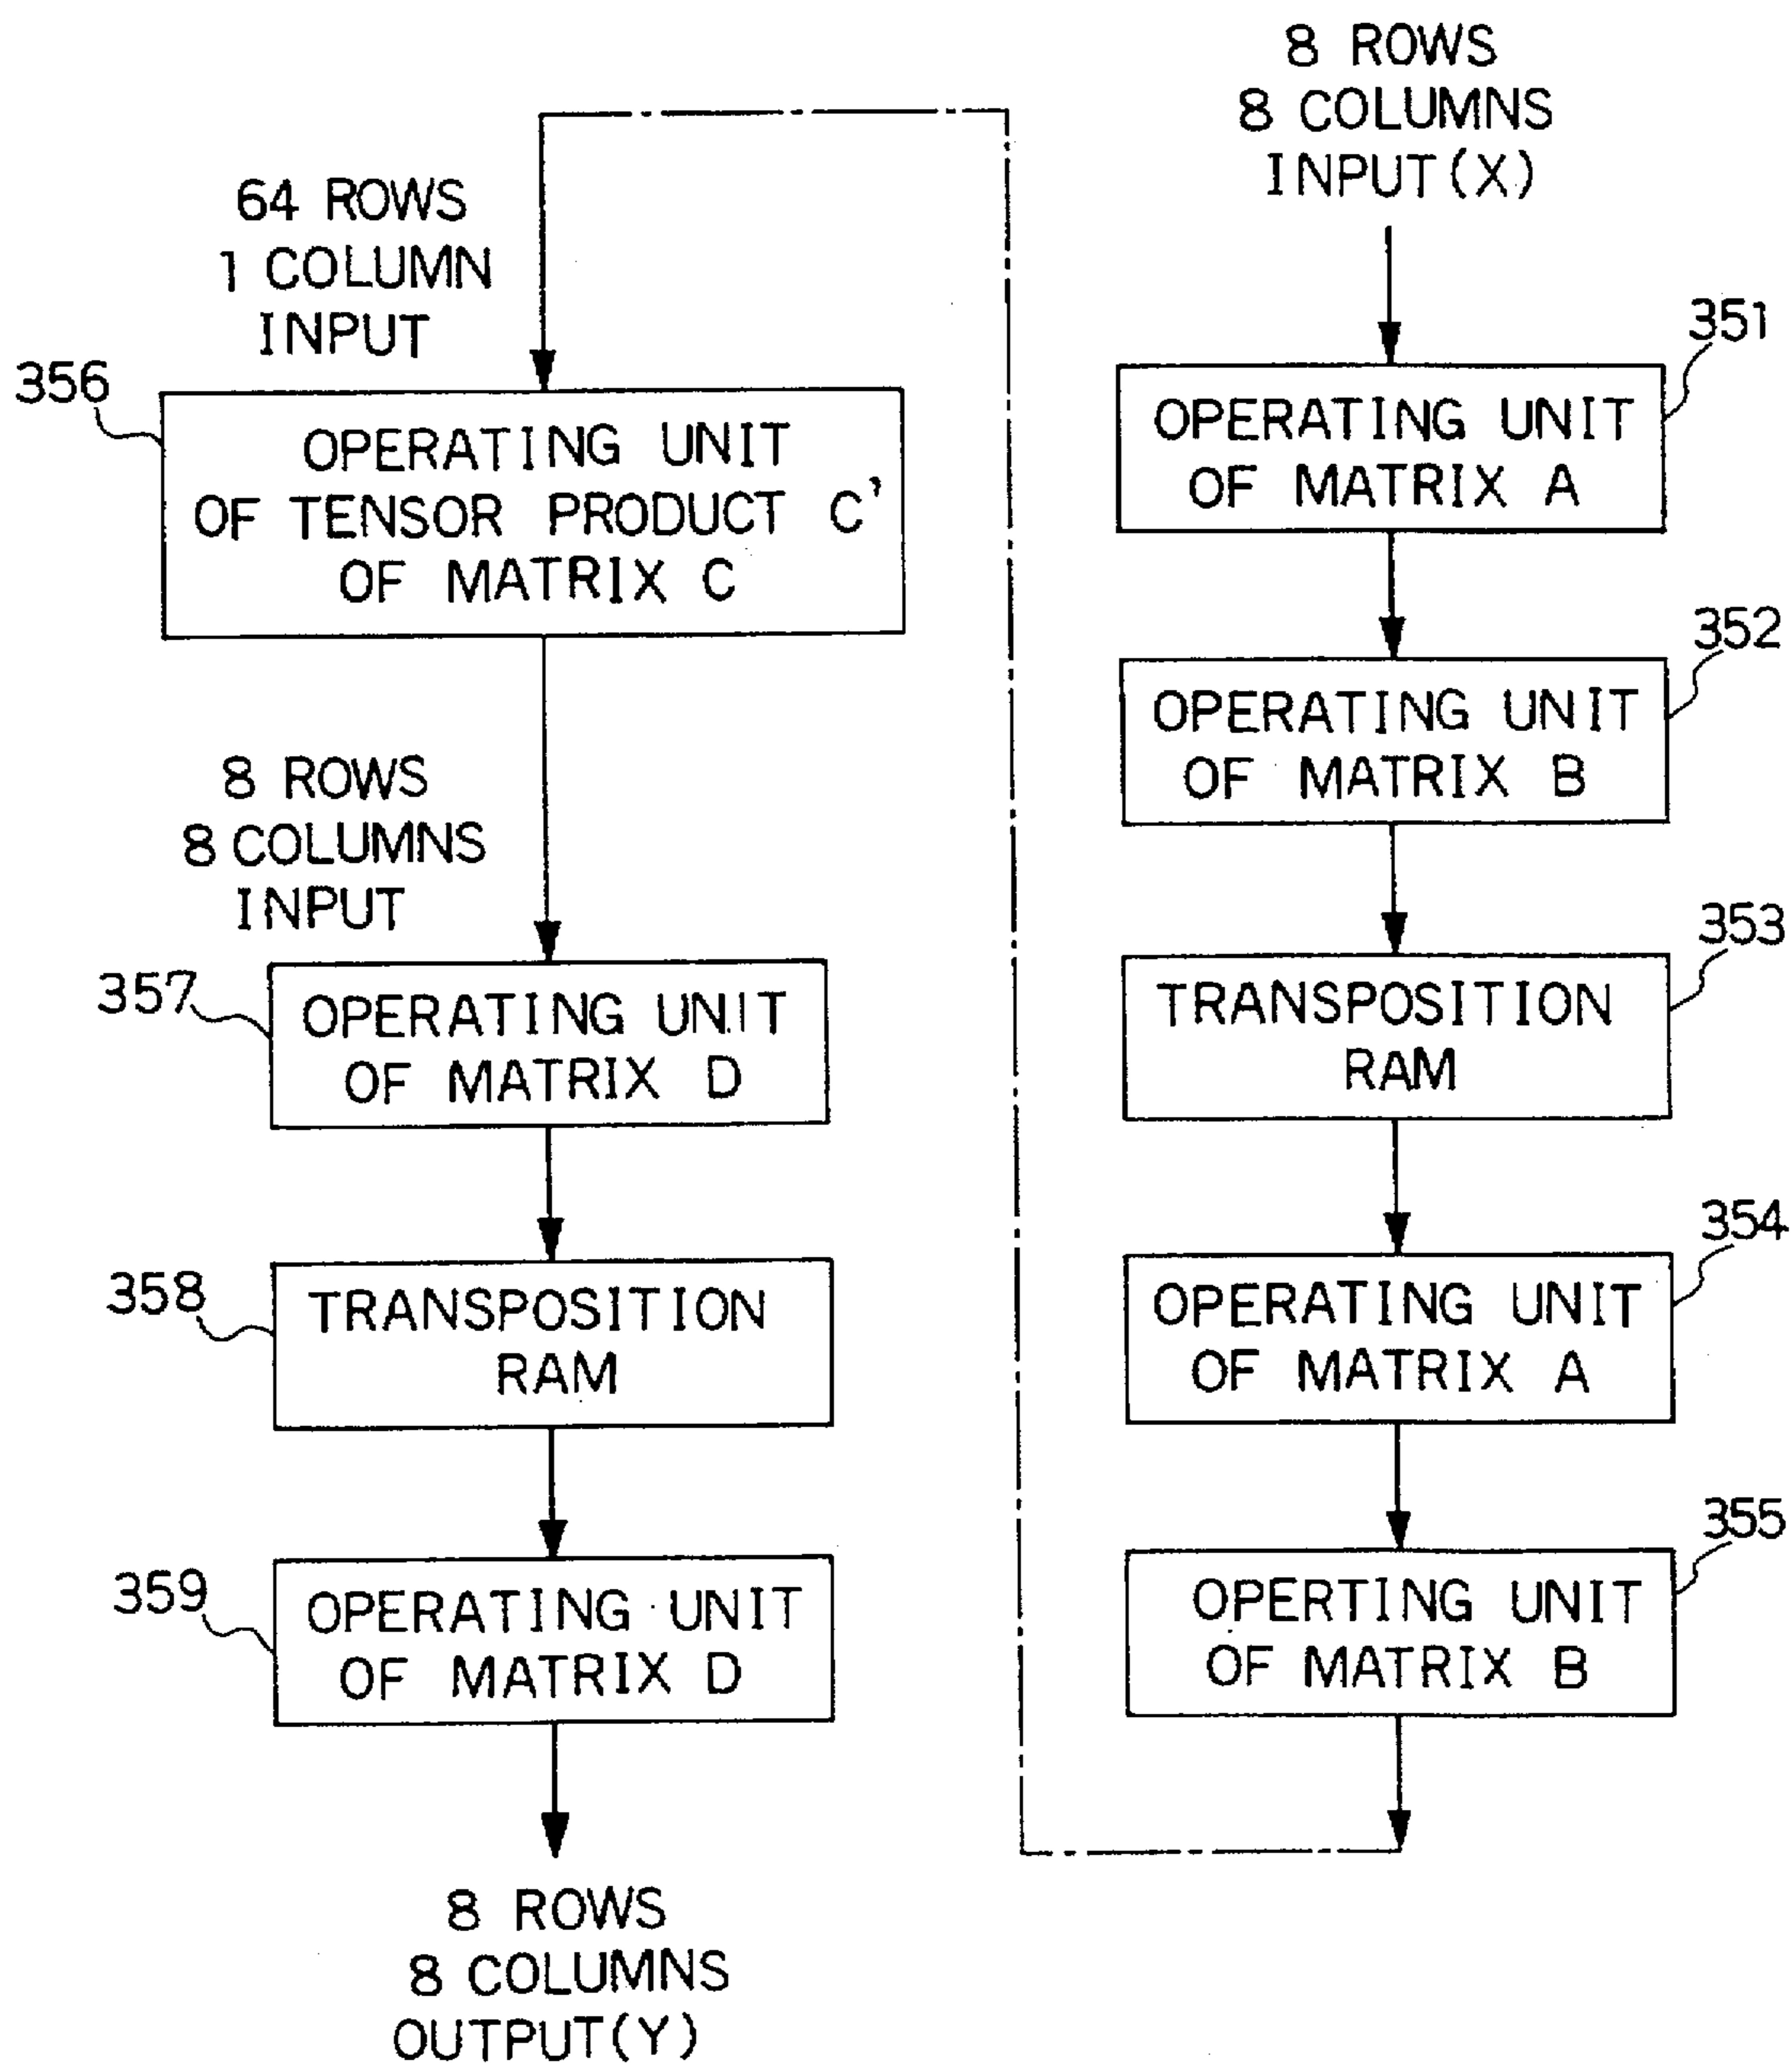 8 ROWS
8 COLUMNS
INPUT(X)
351
OPERATING UNIT
OF MATRIX A
352
OPERATING UNIT
OF MATRIX B
353
TRANSPOSITION
RAM
354
OPERATING UNIT
OF MATRIX A
355
OPERTING UNIT
OF MATRIX B
64 ROWS
1 COLUMN
INPUT
356
OPERATING UNIT
OF TENSOR PRODUCT C'
OF MATRIX C
8 ROWS
8 COLUMNS
INPUT
357
OPERATING UNIT
OF MATRIX D
358
TRANSPOSITION
RAM
359
OPERATING UNIT
OF MATRIX D
8 ROWS
8 COLUMNS
OUTPUT(Y)